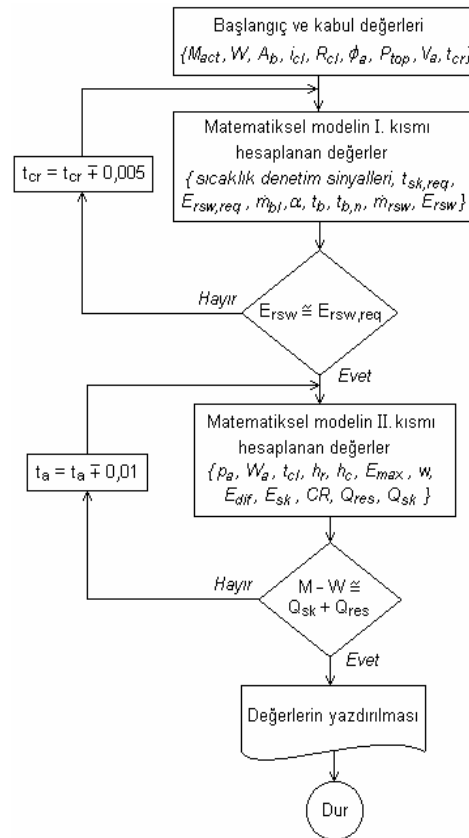 Başlangıç ve kabul değerleri
{M_act, W, A_b, i_cl, R_cl, ϕ_a, P_top, V_a, t_cr}
Matematiksel modelin I. kısmı
hesaplanan değerler
{ sıcaklık denetim sinyalleri, t_sk,req,
E_rsw,req , ṁ_bl, α, t_b, t_b,n, ṁ_rsw, E_rsw }
t_cr = t_cr ∓ 0,005
Hayır
E_rsw ≅ E_rsw,req
Evet
Matematiksel modelin II. kısmı
hesaplanan değerler
{p_a, W_a, t_cl, h_r, h_c, E_max , w,
E_dif, E_sk, CR, Q_res, Q_sk }
t_a = t_a ∓ 0,01
Hayır
M – W ≅
Q_sk + Q_res
Evet
Değerlerin yazdırılması
Dur